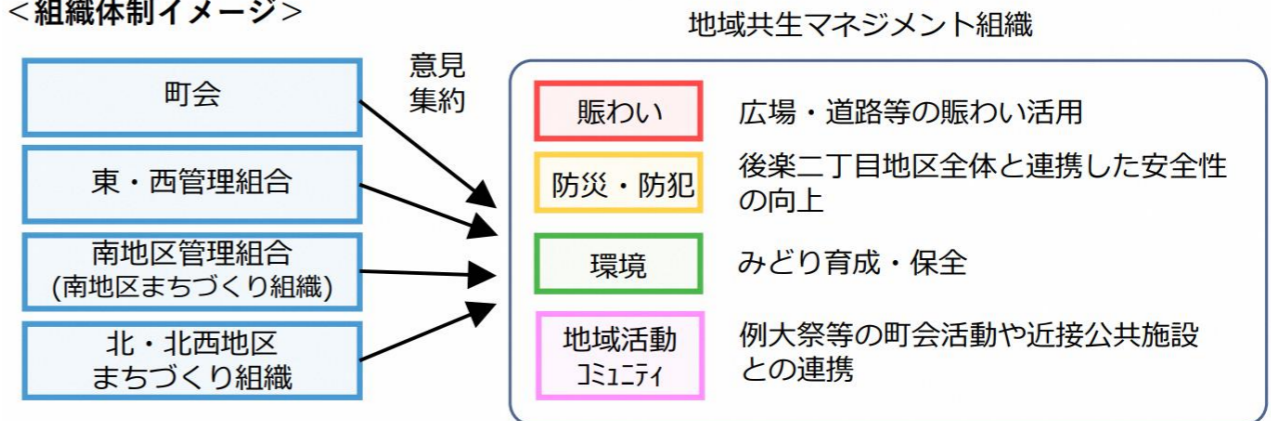 ＜組織体制イメージ＞
地域共生マネジメント組織
町会
東・西管理組合
南地区管理組合
(南地区まちづくり組織)
北・北西地区
まちづくり組織
意見
集約
賑わい
広場・道路等の賑わい活用
防災・防犯
後楽二丁目地区全体と連携した安全性
の向上
環境
みどり育成・保全
地域活動
ｺﾐｭﾆﾃｨ
例大祭等の町会活動や近接公共施設
との連携